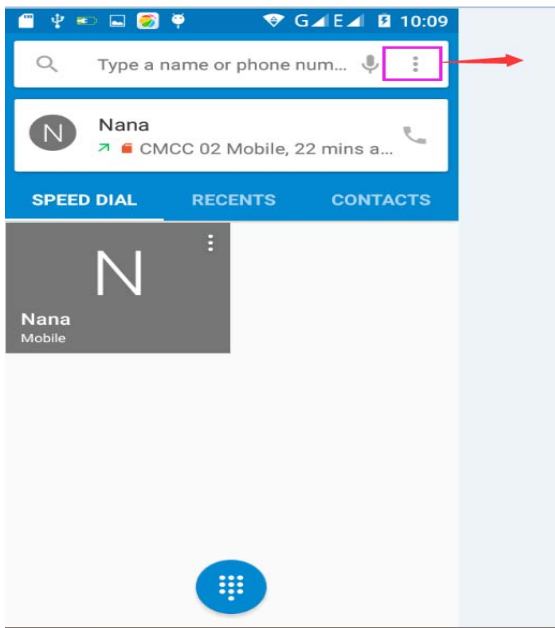 G E 10:09
Type a name or phone num...
N Nana
CMCC 02 Mobile, 22 mins a...
SPEED DIAL RECENTS CONTACTS
N
Nana
Mobile